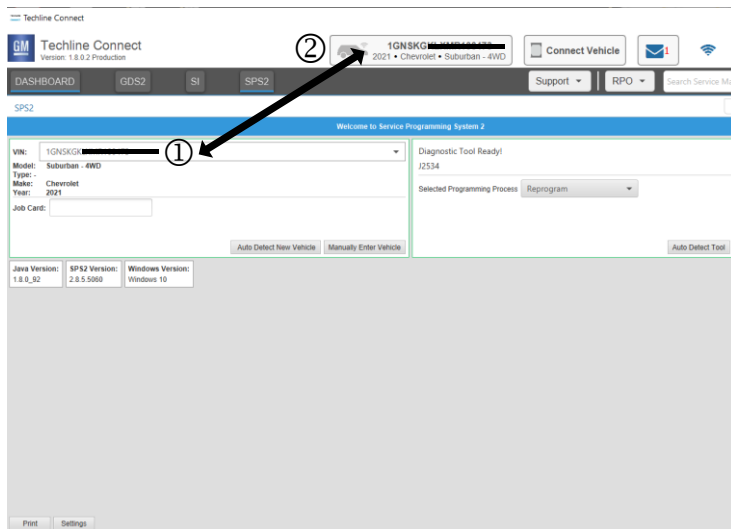 Techline Connect
GM
Techline Connect
Version: 1.8.0.2 Production
②
2021 • Chevrolet • Suburban - 4WD
Connect Vehicle
1
DASHBOARD
GDS2
SI
SPS2
Support
RPO
Search Service Ma
SPS2
Welcome to Service Programming System 2
VIN:
1GNSKGK
①
Model: Suburban - 4WD
Type: -
Make: Chevrolet
Year: 2021
Job Card:
Auto Detect New Vehicle
Manually Enter Vehicle
Diagnostic Tool Ready!
J2534
Selected Programming Process
Reprogram
Auto Detect Tool
Java Version:
1.8.0_92
SPS2 Version:
2.8.5.5060
Windows Version:
Windows 10
Print
Settings